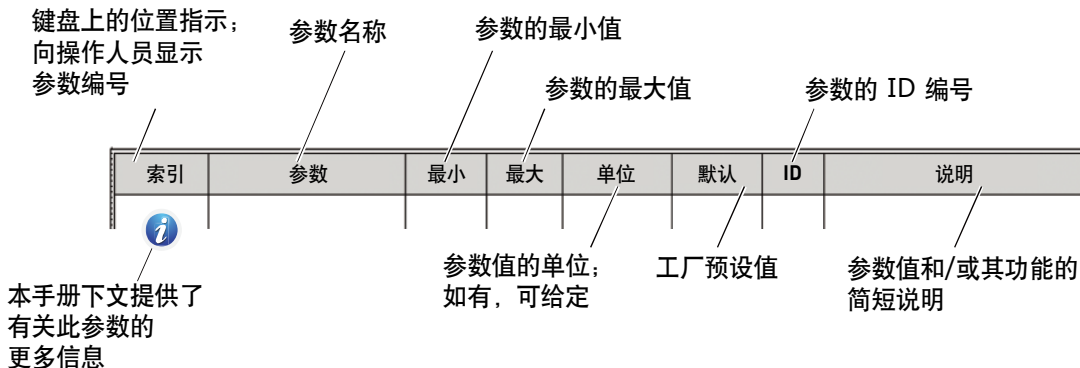 键盘上的位置指示;
向操作人员显示
参数编号
参数名称
参数的最小值
参数的最大值
参数的 ID 编号
索引 参数 最小 最大 单位 默认 ID 说明
i
本手册下文提供了
有关此参数的
更多信息
参数值的单位;
如有, 可给定
工厂预设值
参数值和/或其功能的
简短说明